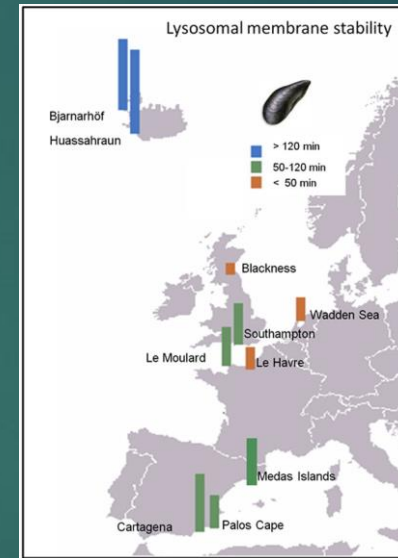 Lysosomal membrane stability
Bjarnarhöf
Huassahraun
> 120 min
50-120 min
< 50 min
Blackness
Wadden Sea
Southampton
Le Moulard
Le Havre
Medas Islands
Cartagena
Palos Cape